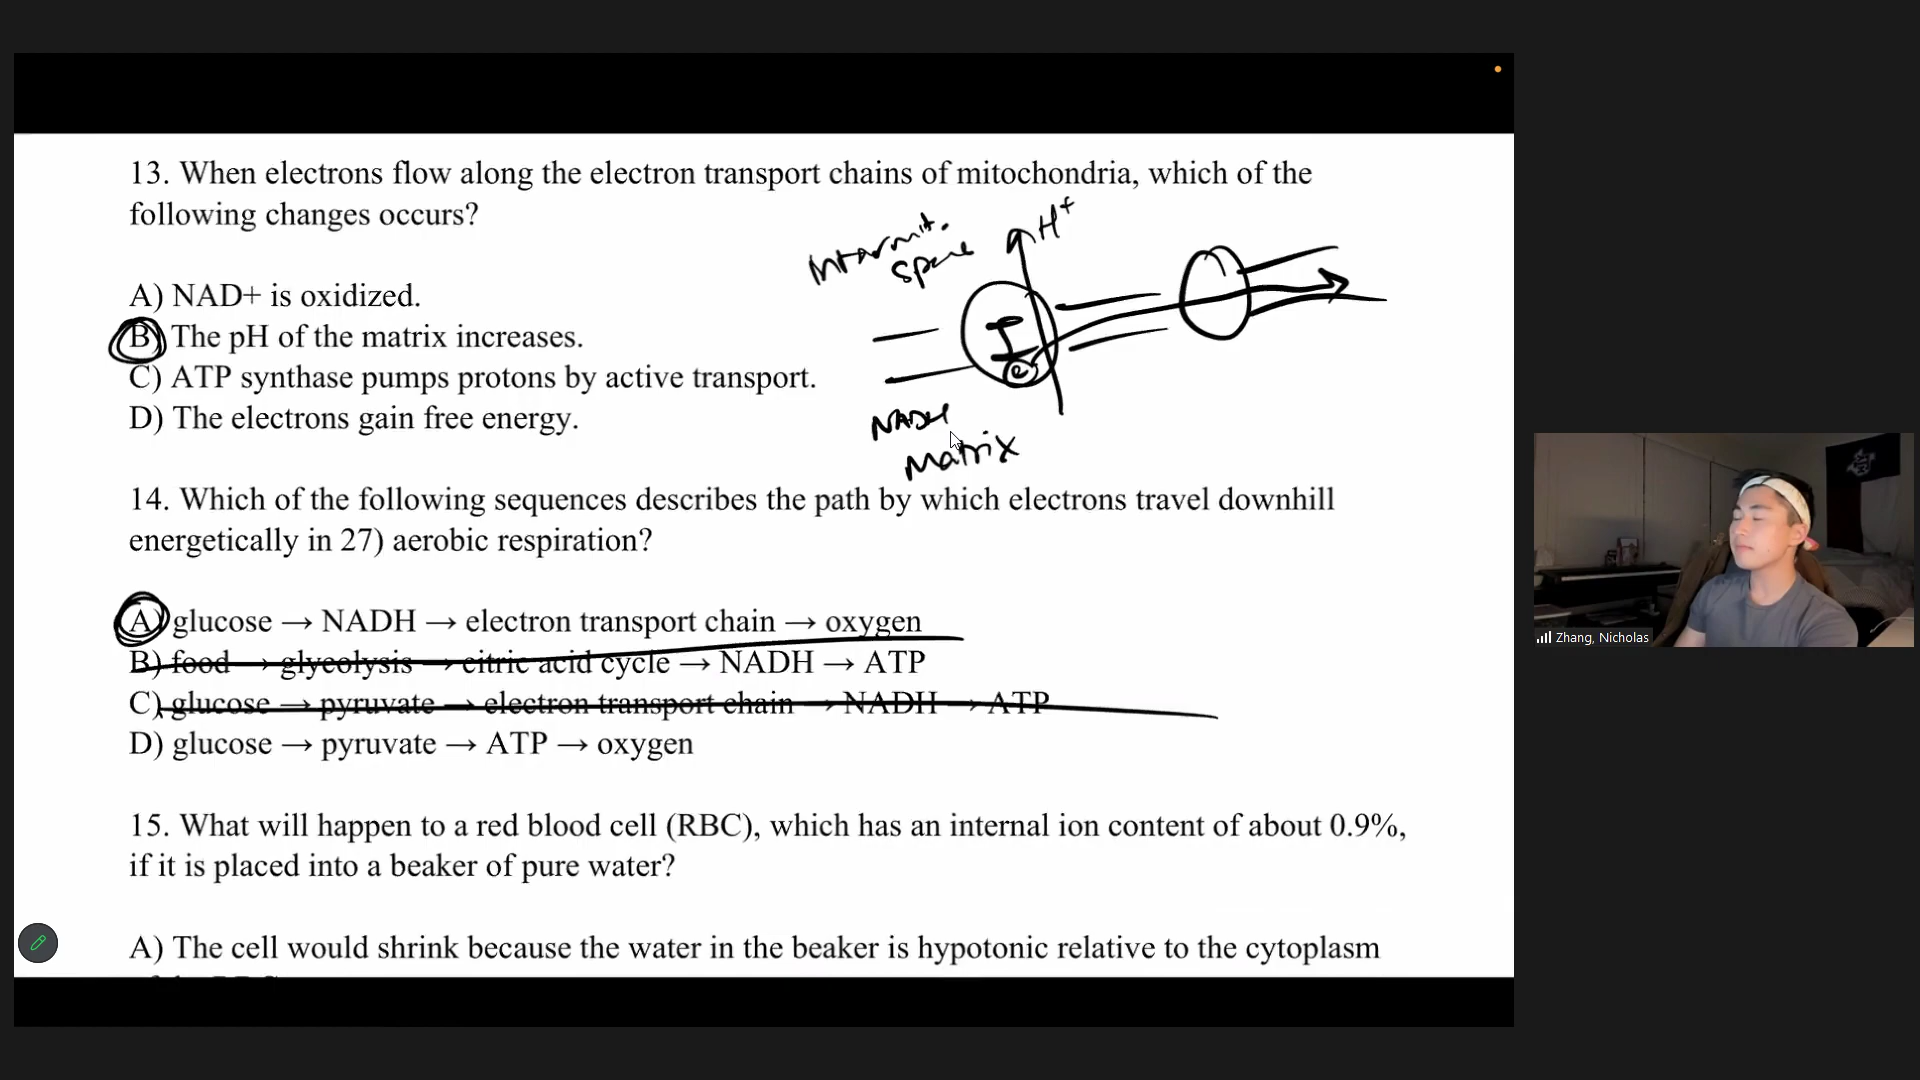 13. When electrons flow along the electron transport chains of mitochondria, which of the
following changes occurs?
Intermit.
space
H+
A) NAD+ is oxidized.
B) The pH of the matrix increases.
I
e
C) ATP synthase pumps protons by active transport.
D) The electrons gain free energy.
NADH
Matrix
14. Which of the following sequences describes the path by which electrons travel downhill
energetically in 27) aerobic respiration?
A) glucose → NADH → electron transport chain → oxygen
B) food → glycolysis → citric acid cycle → NADH → ATP
C) glucose → pyruvate → electron transport chain → NADH → ATP
D) glucose → pyruvate → ATP → oxygen
15. What will happen to a red blood cell (RBC), which has an internal ion content of about 0.9%,
if it is placed into a beaker of pure water?
A) The cell would shrink because the water in the beaker is hypotonic relative to the cytoplasm
Zhang, Nicholas